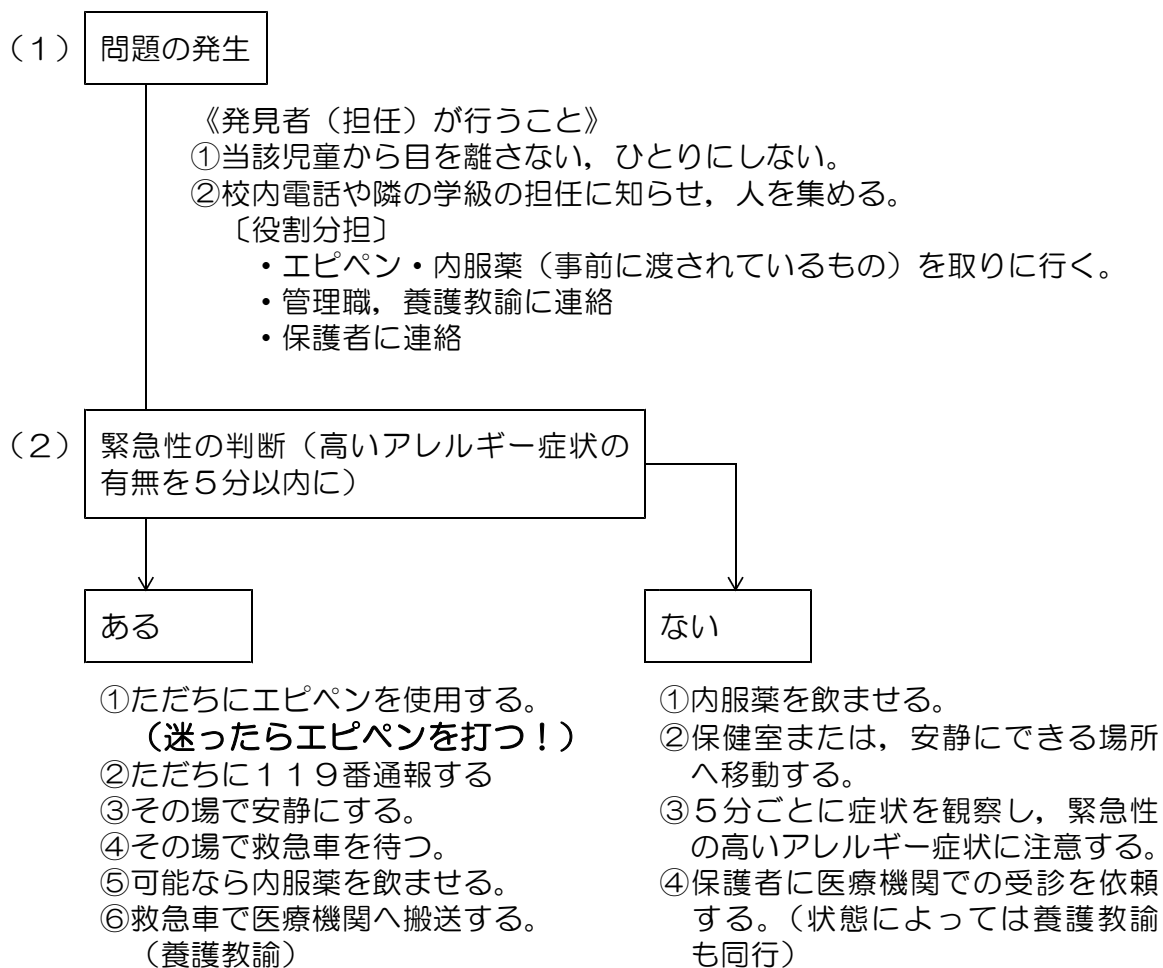 （１） 問題の発生
《発見者（担任）が行うこと》
①当該児童から目を離さない，ひとりにしない。
②校内電話や隣の学級の担任に知らせ，人を集める。
〔役割分担〕
・エピペン・内服薬（事前に渡されているもの）を取りに行く。
・管理職，養護教諭に連絡
・保護者に連絡
（２） 緊急性の判断（高いアレルギー症状の
有無を５分以内に）
ある
①ただちにエピペンを使用する。
（迷ったらエピペンを打つ！）
②ただちに１１９番通報する
③その場で安静にする。
④その場で救急車を待つ。
⑤可能なら内服薬を飲ませる。
⑥救急車で医療機関へ搬送する。
（養護教諭）
ない
①内服薬を飲ませる。
②保健室または，安静にできる場所
へ移動する。
③５分ごとに症状を観察し，緊急性
の高いアレルギー症状に注意する。
④保護者に医療機関での受診を依頼
する。（状態によっては養護教諭
も同行）